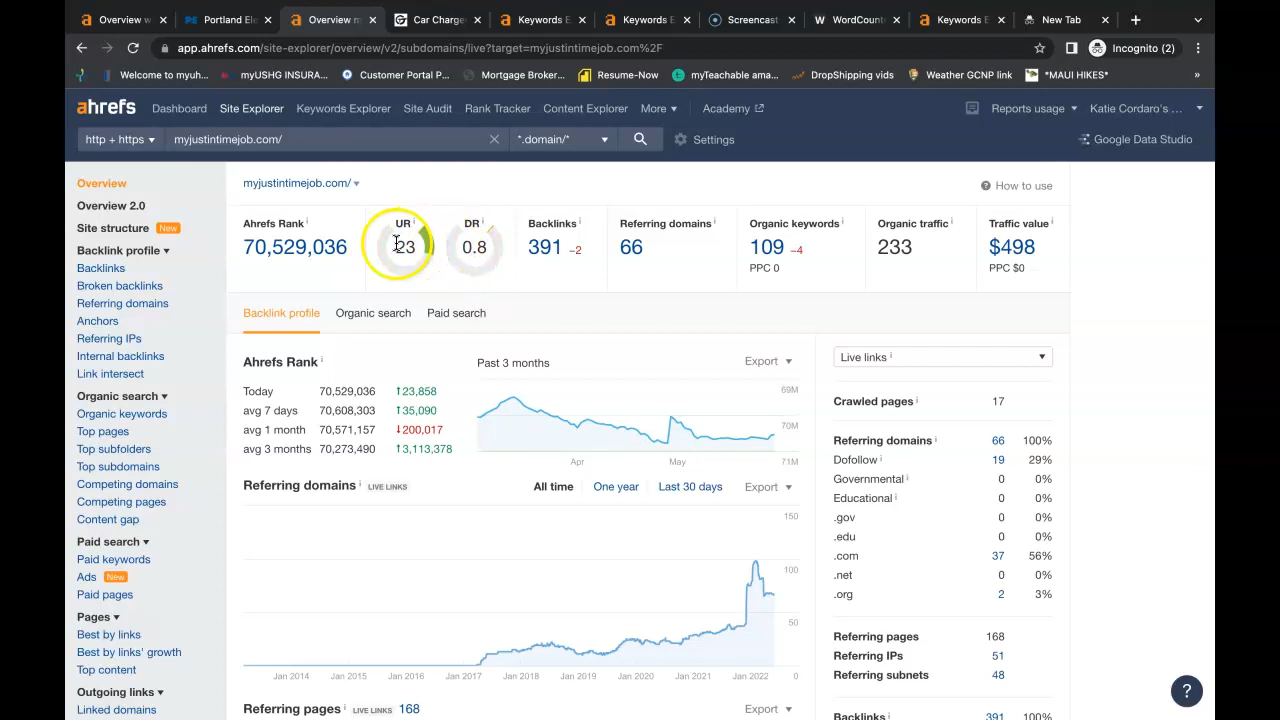 Overview w
Portland Ele
Overview m
Car Charge
Keywords E
Keywords E
Screencast
WordCount
Keywords E
New Tab
app.ahrefs.com/site-explorer/overview/v2/subdomains/live?target=myjustintimejob.com%2F
Incognito (2)
Welcome to myuh...
myUSHG INSURA...
Customer Portal P...
Mortgage Broker...
Resume-Now
myTeachable ama...
DropShipping vids
Weather GCNP link
*MAUI HIKES*
»
ahrefs
Dashboard
Site Explorer
Keywords Explorer
Site Audit
Rank Tracker
Content Explorer
More
Academy
Reports usage
Katie Cordaro's ...
http + https
myjustintimejob.com/
*.domain/*
Settings
Google Data Studio
Overview
Overview 2.0
Site structure New
Backlink profile
Backlinks
Broken backlinks
Referring domains
Anchors
Referring IPs
Internal backlinks
Link intersect
Organic search
Organic keywords
Top pages
Top subfolders
Top subdomains
Competing domains
Competing pages
Content gap
Paid search
Paid keywords
Ads New
Paid pages
Pages
Best by links
Best by links' growth
Top content
Outgoing links
Linked domains
myjustintimejob.com/
How to use
Ahrefs Rank
70,529,036
UR
23
DR
0.8
Backlinks
391 –2
Referring domains
66
Organic keywords
109 –4
PPC 0
Organic traffic
233
Traffic value
$498
PPC $0
Backlink profile
Organic search
Paid search
Ahrefs Rank
Past 3 months
Export
Today 70,529,036 ↑23,858
avg 7 days 70,608,303 ↑35,090
avg 1 month 70,571,157 ↓200,017
avg 3 months 70,273,490 ↑3,113,378
69M
70M
71M
Apr
May
Referring domains LIVE LINKS
All time
One year
Last 30 days
Export
150
100
50
0
Jan 2014
Jan 2015
Jan 2016
Jan 2017
Jan 2018
Jan 2019
Jan 2020
Jan 2021
Jan 2022
Referring pages LIVE LINKS 168
Export
Live links
Crawled pages 17
Referring domains 66 100%
Dofollow 19 29%
Governmental 0 0%
Educational 0 0%
.gov 0 0%
.edu 0 0%
.com 37 56%
.net 0 0%
.org 2 3%
Referring pages 168
Referring IPs 51
Referring subnets 48
Backlinks 391 100%
?